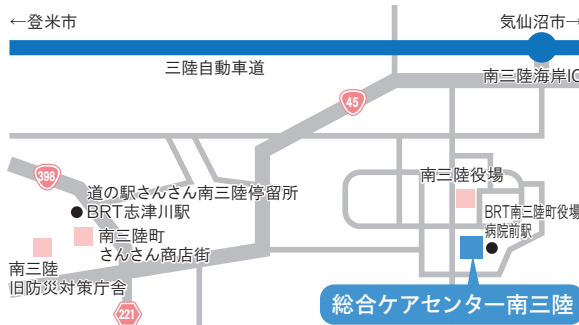 ←登米市
気仙沼市→
三陸自動車道
南三陸海岸IC
45
398
道の駅さんさん南三陸停留所
BRT志津川駅
南三陸町
さんさん商店街
南三陸
旧防災対策庁舎
221
南三陸役場
BRT南三陸町役場
病院前駅
総合ケアセンター南三陸